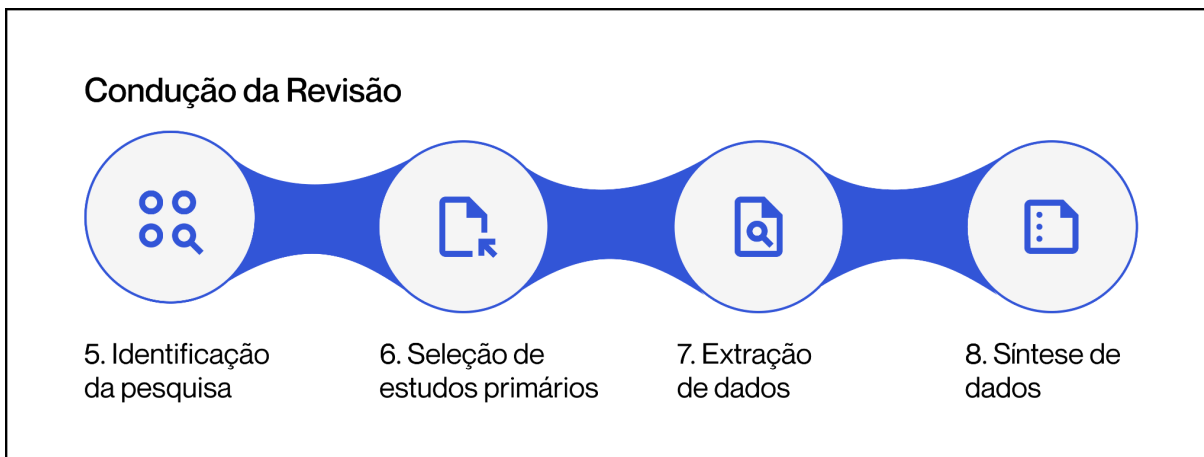 Condução da Revisão
5. Identificação
da pesquisa
6. Seleção de
estudos primários
7. Extração
de dados
8. Síntese de
dados